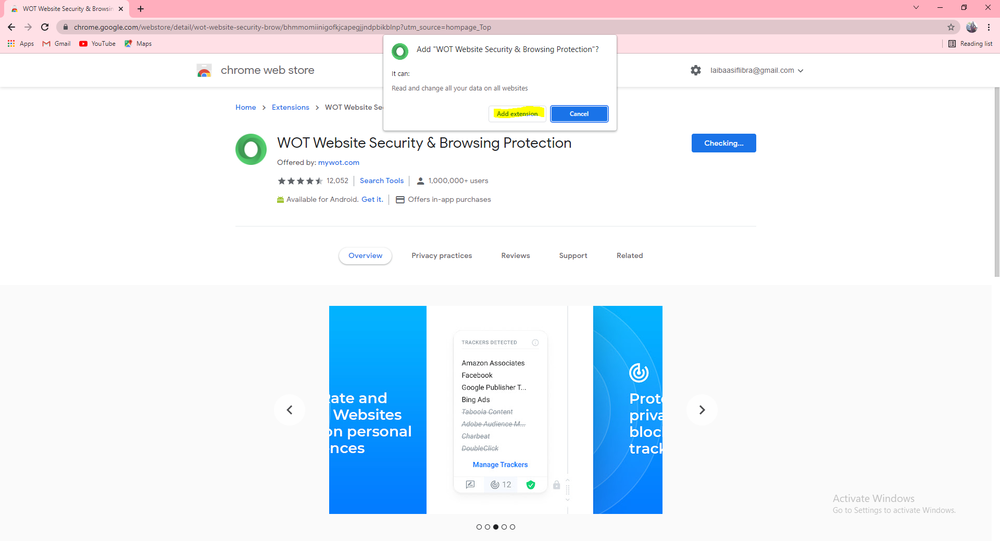 WOT Website Security & Browsin
chrome.google.com/webstore/detail/wot-website-security-brow/bhmmomiinigofkjcapegjjndpbikblnp?utm_source=hompage_Top
Apps Gmail YouTube Maps Reading list
Add "WOT Website Security & Browsing Protection"?
It can:
Read and change all your data on all websites
Add extension Cancel
chrome web store laibaasiflibra@gmail.com
Home > Extensions > WOT Website Sec
WOT Website Security & Browsing Protection
Checking...
Offered by: mywot.com
12,052 Search Tools 1,000,000+ users
Available for Android. Get it. Offers in-app purchases
Overview Privacy practices Reviews Support Related
Rate and
Websites
on personal
ences
TRACKERS DETECTED
Amazon Associates
Facebook
Google Publisher T...
Bing Ads
Taboola Content
Adobe Audience M...
Charbeat
DoubleClick
Manage Trackers
12
Prote
priva
bloc
track
Activate Windows
Go to Settings to activate Windows.